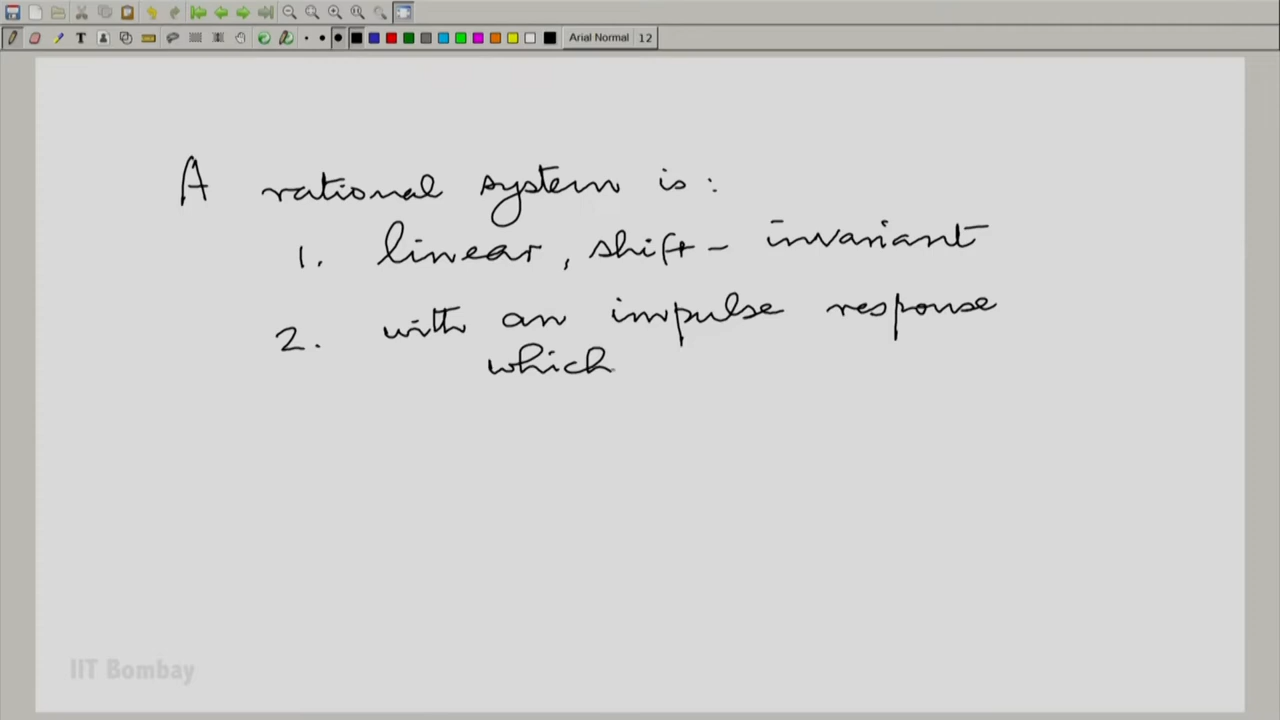 Arial Normal 12
A rational system is :
1. linear, shift - invariant
2. with an impulse response
which
IIT Bombay